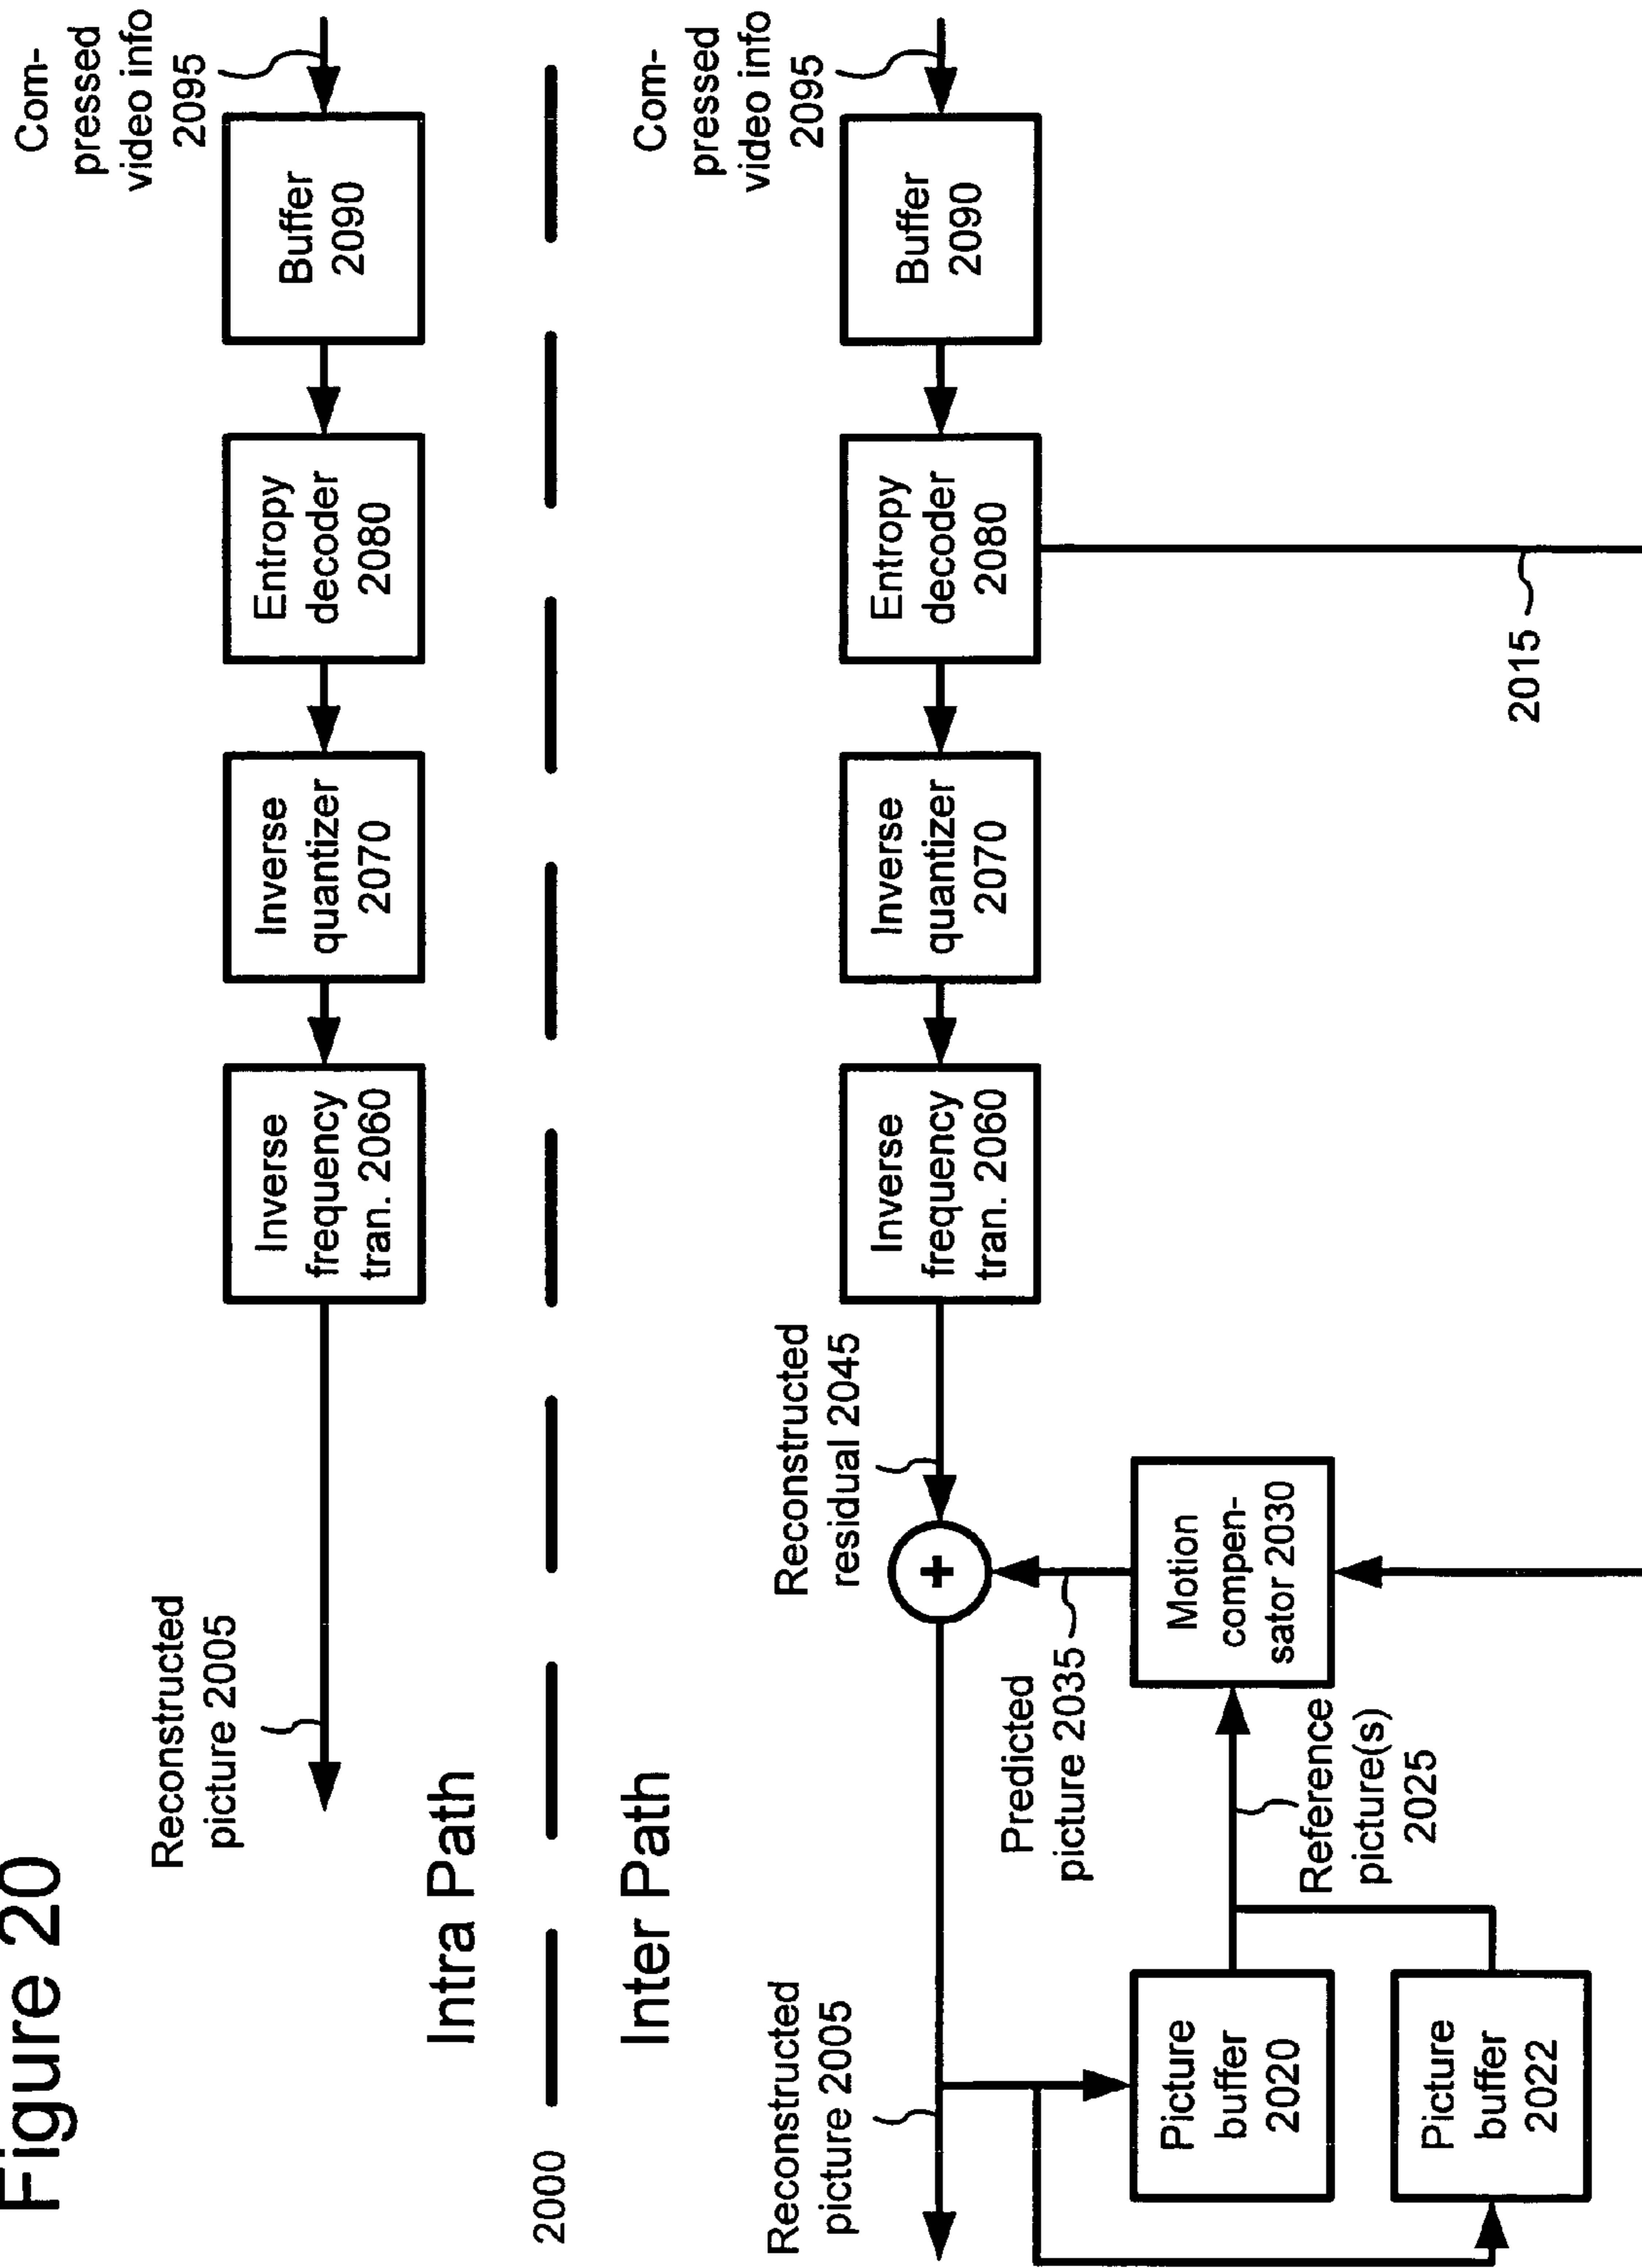 Figure 20
Reconstructed
picture 2005
Inverse
frequency
tran. 2060
Inverse
quantizer
2070
Entropy
decoder
2080
Buffer
2090
Com-
pressed
video info
2095
Intra Path
2000
Inter Path
Reconstructed
picture 2005
Reconstructed
residual 2045
+
Inverse
frequency
tran. 2060
Inverse
quantizer
2070
Entropy
decoder
2080
Buffer
2090
Com-
pressed
video info
2095
Predicted
picture 2035
Picture
buffer
2020
Motion
compen-
sator 2030
Reference
picture(s)
2025
Picture
buffer
2022
2015